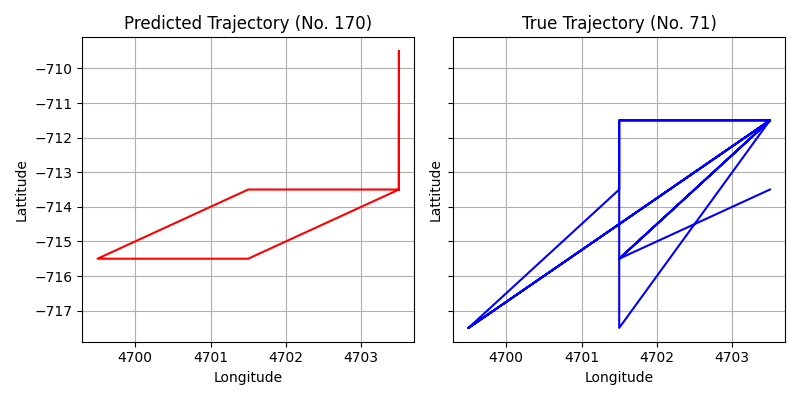 Predicted Trajectory (No. 170)
True Trajectory (No. 71)
−710
−711
−712
−713
−714
−715
−716
−717
Lattitude
Lattitude
4700 4701 4702 4703
4700 4701 4702 4703
Longitude
Longitude